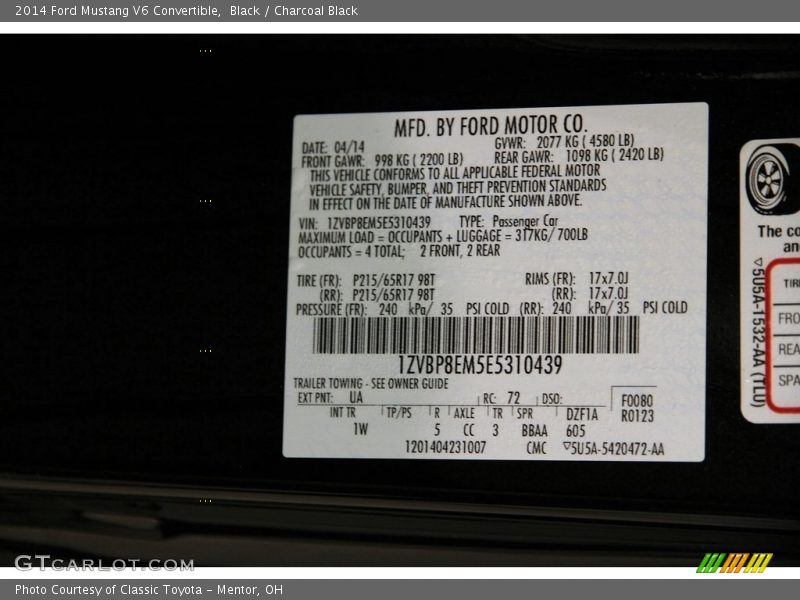 2014 Ford Mustang V6 Convertible,  Black / Charcoal Black
MFD. BY FORD MOTOR CO.
DATE: 04/14 GVWR: 2077 KG ( 4580 LB)
FRONT GAWR: 998 KG ( 2200 LB) REAR GAWR: 1098 KG ( 2420 LB)
THIS VEHICLE CONFORMS TO ALL APPLICABLE FEDERAL MOTOR
VEHICLE SAFETY, BUMPER, AND THEFT PREVENTION STANDARDS
IN EFFECT ON THE DATE OF MANUFACTURE SHOWN ABOVE.
VIN: 1ZVBP8EM5E5310439 TYPE: Passenger Car
MAXIMUM LOAD = OCCUPANTS + LUGGAGE = 317KG/ 700LB
OCCUPANTS = 4 TOTAL; 2 FRONT, 2 REAR
TIRE (FR): P215/65R17 98T RIMS (FR): 17x7.0J
(RR): P215/65R17 98T (RR): 17x7.0J
PRESSURE (FR): 240 kPa/ 35 PSI COLD (RR): 240 kPa/ 35 PSI COLD
1ZVBP8EM5E5310439
TRAILER TOWING - SEE OWNER GUIDE
EXT PNT: UA RC: 72 DSO: F0080
INT TR TP/PS R AXLE TR SPR DZF1A R0123
1W 5 CC 3 BBAA 605
1201404231007 CMC ▽5U5A-5420472-AA
The co
an
▽5U5A-1532-AA (TLU)
TIRE
FRO
REA
SPA
GTCARLOT.COM
Photo Courtesy of Classic Toyota - Mentor, OH